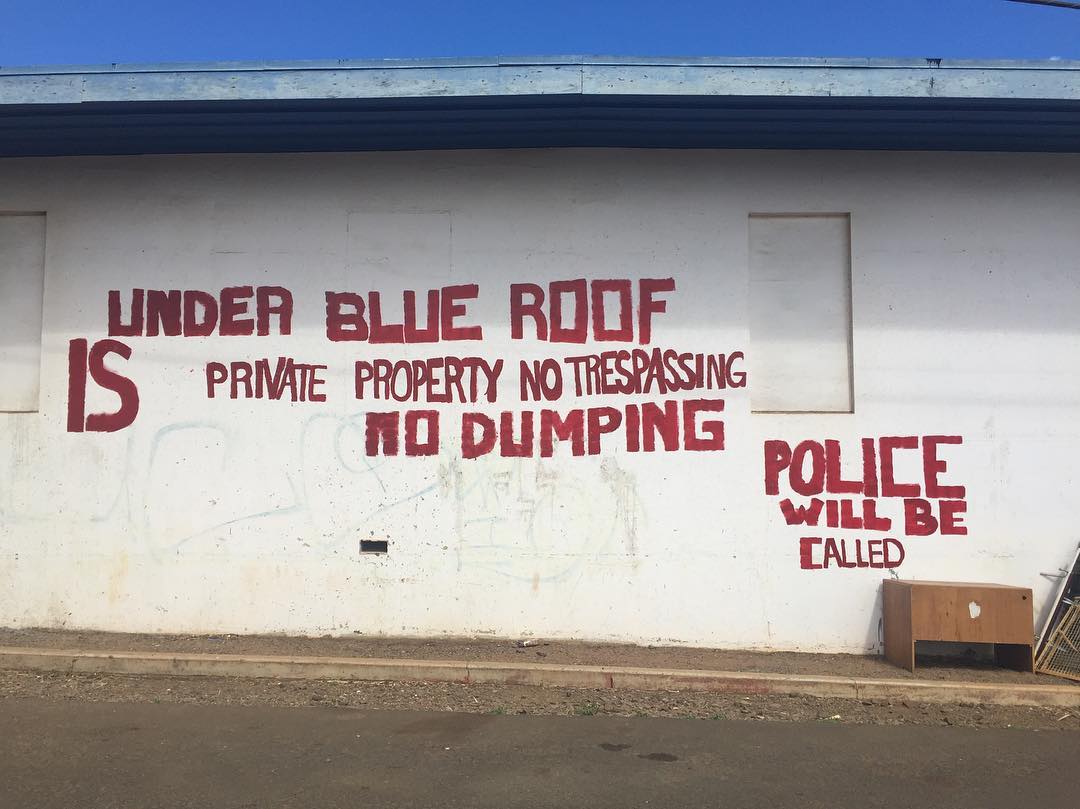 UNDER BLUE ROOF
IS PRIVATE PROPERTY NO TRESPASSING
NO DUMPING
POLICE
WILL BE
CALLED